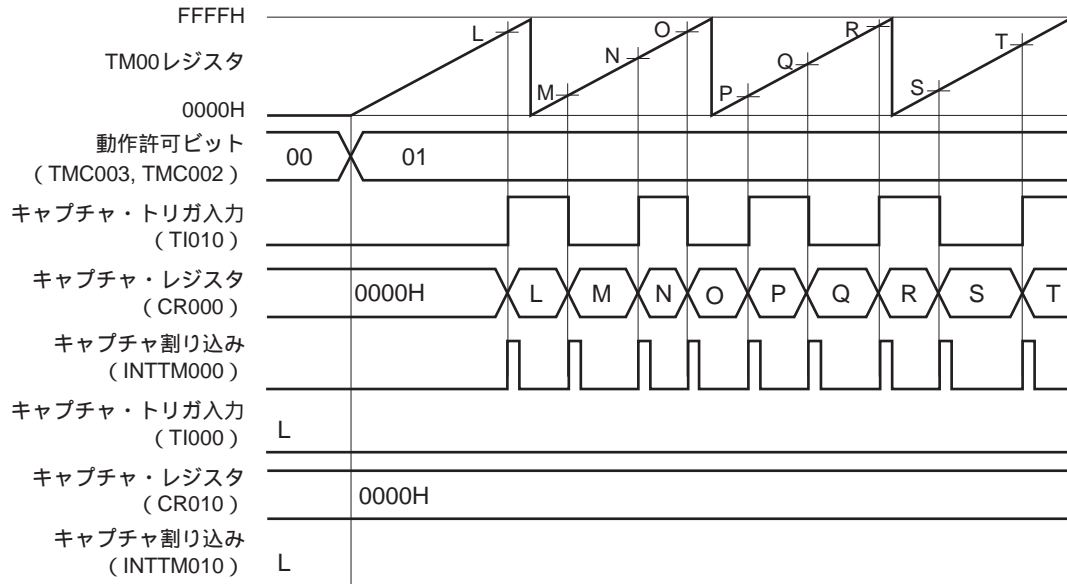 FFFFH
TM00レジスタ
0000H
L
M
N
O
P
Q
R
S
T
動作許可ビット
(TMC003, TMC002)
00
01
キャプチャ・トリガ入力
(TI010)
キャプチャ・レジスタ
(CR000)
0000H
L
M
N
O
P
Q
R
S
T
キャプチャ割り込み
(INTTM000)
キャプチャ・トリガ入力
(TI000)
L
キャプチャ・レジスタ
(CR010)
0000H
キャプチャ割り込み
(INTTM010)
L